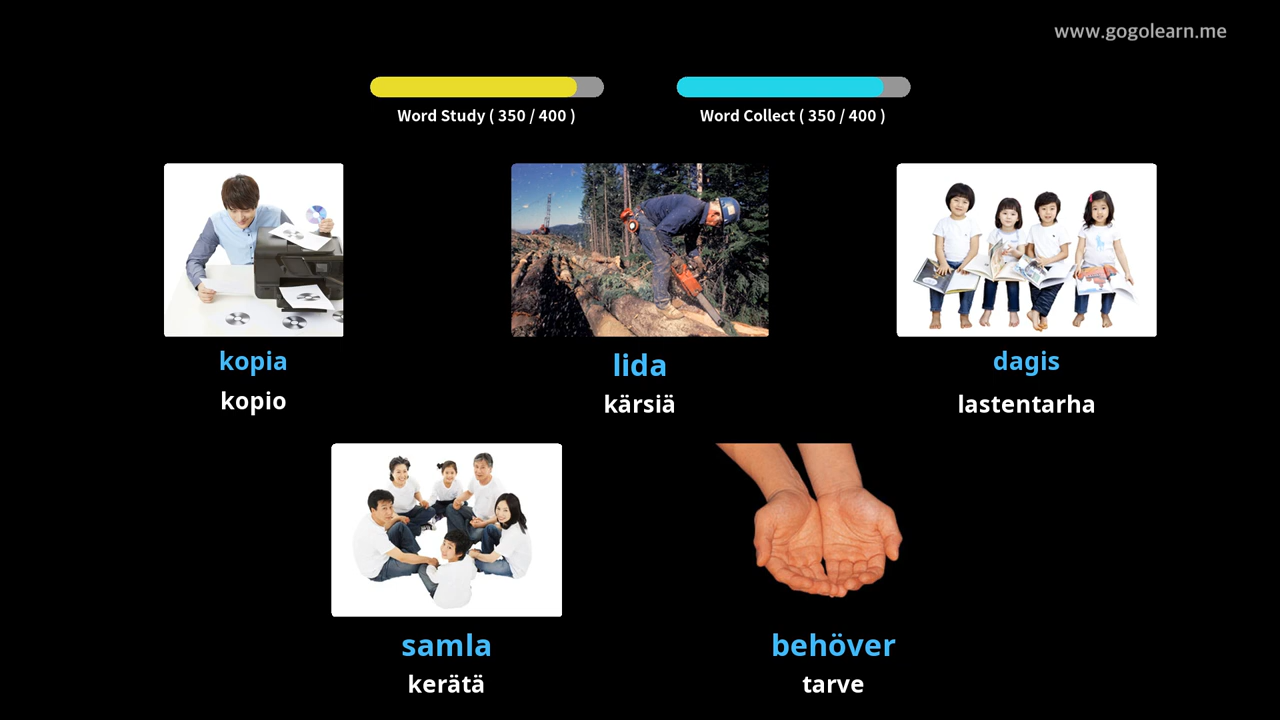 www.gogolearn.me
Word Study ( 350 / 400 )
Word Collect ( 350 / 400 )
kopia
kopio
lida
kärsiä
dagis
lastentarha
samla
kerätä
behöver
tarve